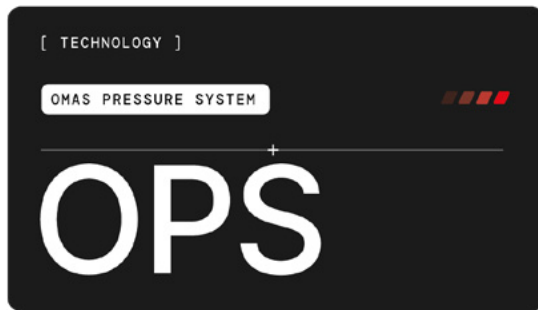 [ TECHNOLOGY ]
OMAS PRESSURE SYSTEM
OPS